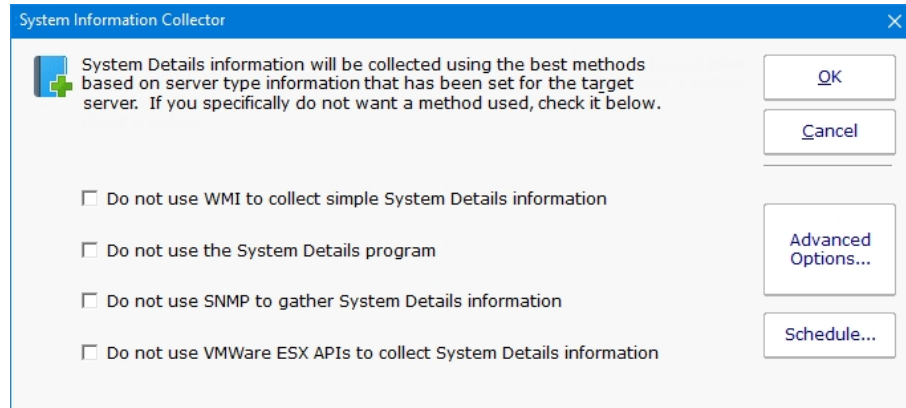 System Information Collector
System Details information will be collected using the best methods
based on server type information that has been set for the target
server. If you specifically do not want a method used, check it below.
OK
Cancel
Do not use WMI to collect simple System Details information
Do not use the System Details program
Do not use SNMP to gather System Details information
Do not use VMWare ESX APIs to collect System Details information
Advanced
Options...
Schedule...